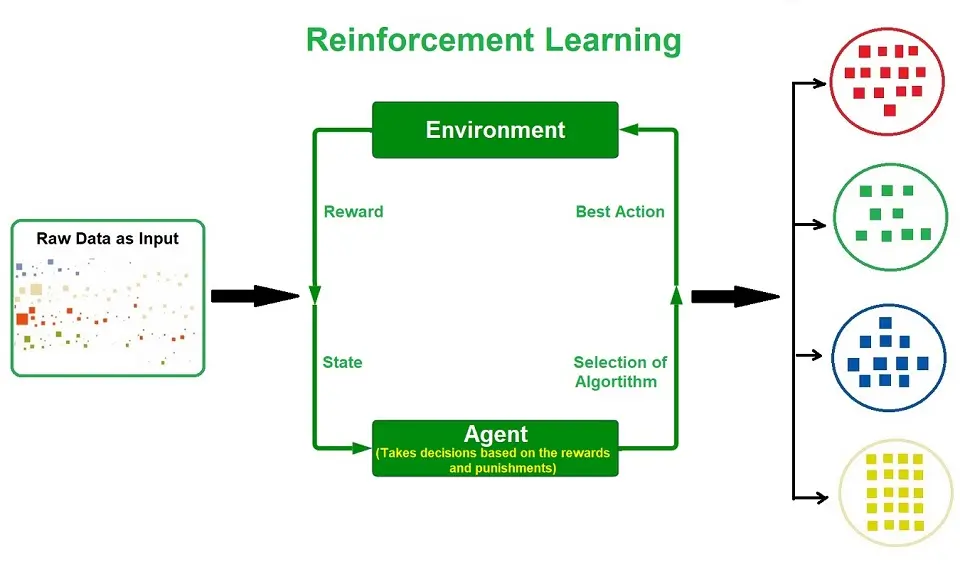 Reinforcement Learning
Raw Data as Input
Environment
Reward
Best Action
State
Selection of
Algortithm
Agent
(Takes decisions based on the rewards
and punishments)